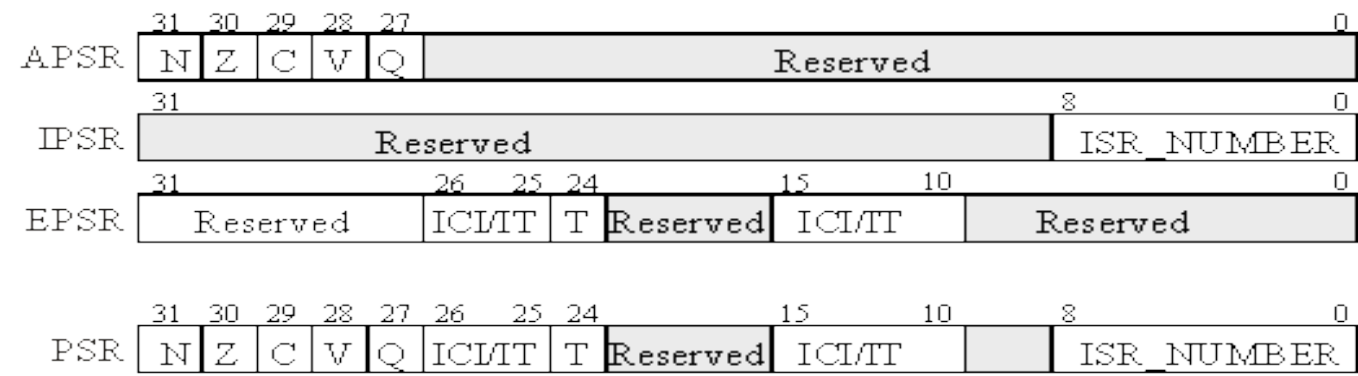 31 30 29 28 27 0
APSR N Z C V Q Reserved
31 8 0
IPSR Reserved ISR_NUMBER
31 26 25 24 15 10 0
EPSR Reserved ICI/IT T Reserved ICI/IT Reserved
31 30 29 28 27 26 25 24 15 10 8 0
PSR N Z C V Q ICI/IT T Reserved ICI/IT ISR_NUMBER